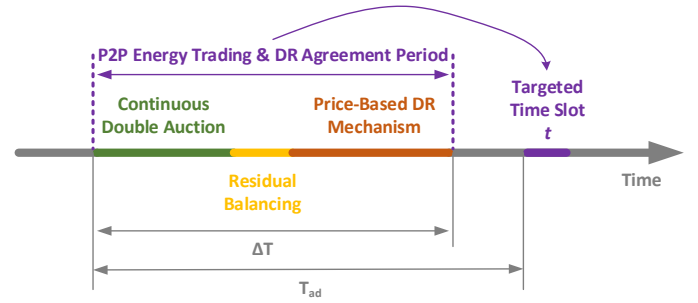 P2P Energy Trading & DR Agreement Period
Continuous
Double Auction
Price-Based DR
Mechanism
Targeted
Time Slot
t
Residual
Balancing
Time
ΔT
T_ad